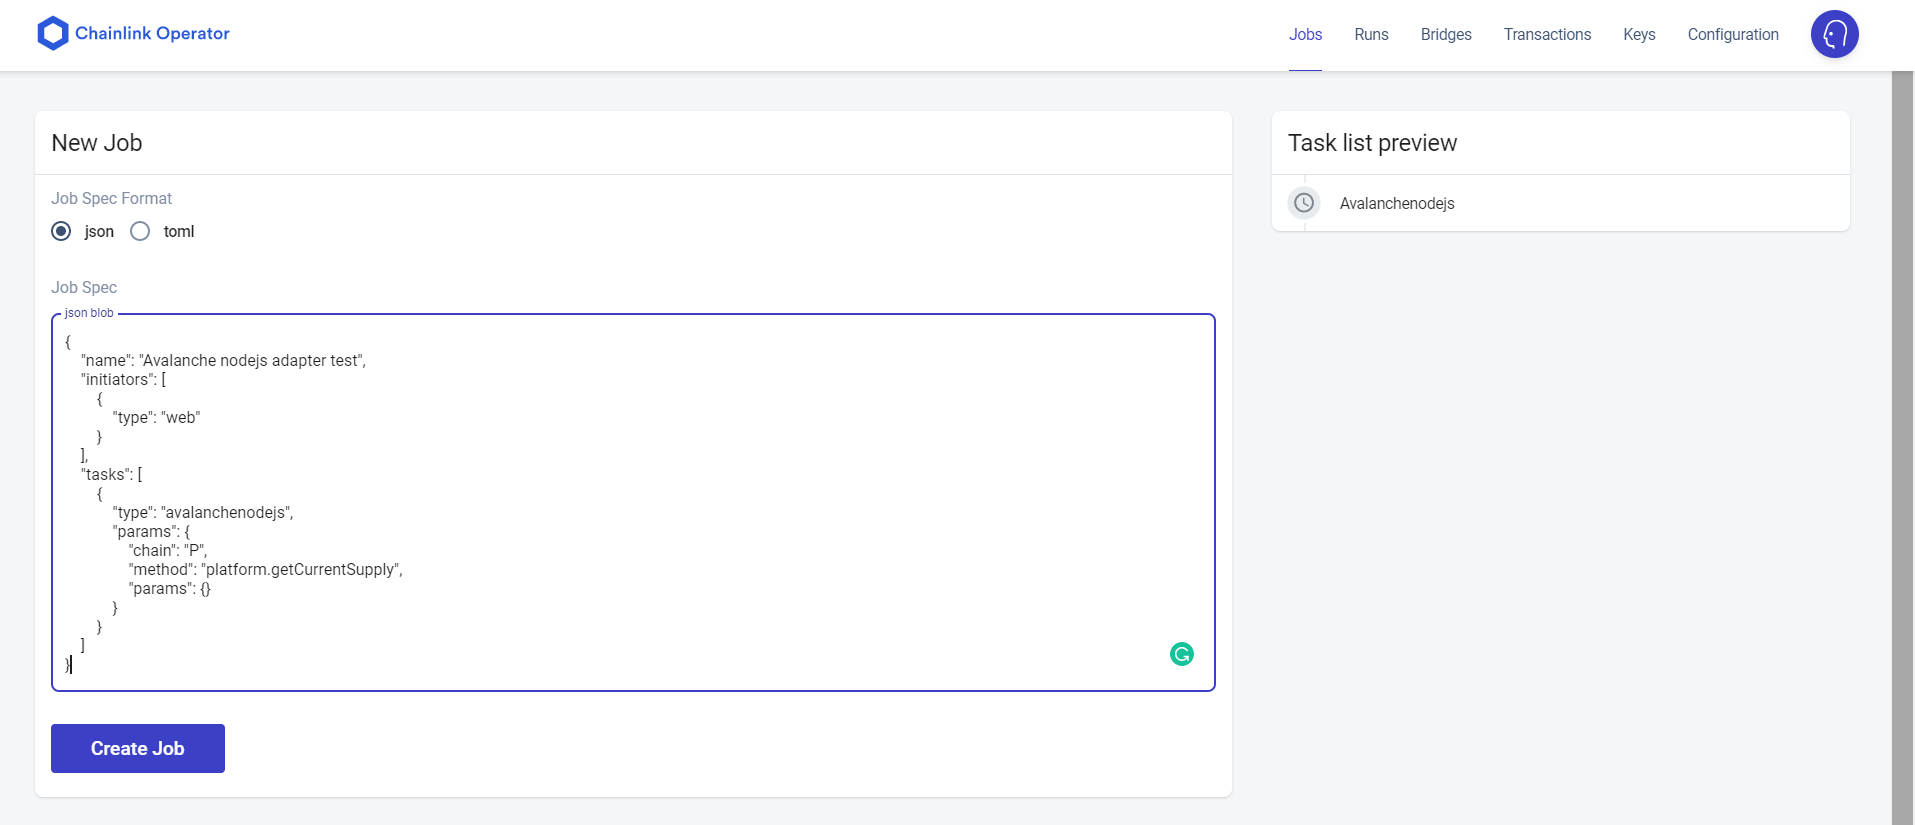 Chainlink Operator
Jobs Runs Bridges Transactions Keys Configuration
New Job
Job Spec Format
json toml
Job Spec
json blob
{
    "name": "Avalanche nodejs adapter test",
    "initiators": [
        {
            "type": "web"
        }
    ],
    "tasks": [
        {
            "type": "avalanchenodejs",
            "params": {
                "chain": "P",
                "method": "platform.getCurrentSupply",
                "params": {}
            }
        }
    ]
}
Create Job
Task list preview
Avalanchenodejs